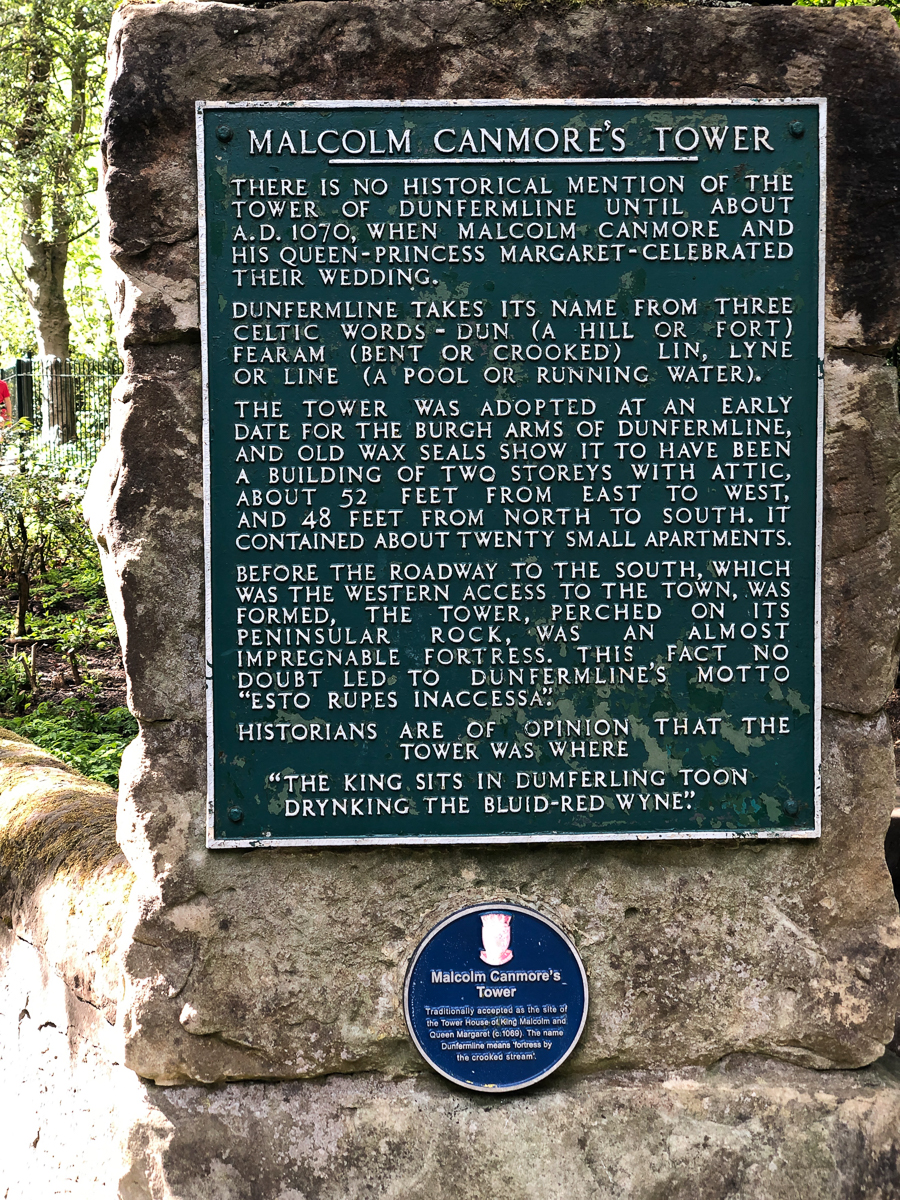 MALCOLM CANMORE'S TOWER
THERE IS NO HISTORICAL MENTION OF THE
TOWER OF DUNFERMLINE UNTIL ABOUT
A.D. 1070, WHEN MALCOLM CANMORE AND
HIS QUEEN-PRINCESS MARGARET-CELEBRATED
THEIR WEDDING.
DUNFERMLINE TAKES ITS NAME FROM THREE
CELTIC WORDS - DUN (A HILL OR FORT)
FEARAM (BENT OR CROOKED) LIN, LYNE
OR LINE (A POOL OR RUNNING WATER).
THE TOWER WAS ADOPTED AT AN EARLY
DATE FOR THE BURGH ARMS OF DUNFERMLINE,
AND OLD WAX SEALS SHOW IT TO HAVE BEEN
A BUILDING OF TWO STOREYS WITH ATTIC,
ABOUT 52 FEET FROM EAST TO WEST,
AND 48 FEET FROM NORTH TO SOUTH. IT
CONTAINED ABOUT TWENTY SMALL APARTMENTS.
BEFORE THE ROADWAY TO THE SOUTH, WHICH
WAS THE WESTERN ACCESS TO THE TOWN, WAS
FORMED, THE TOWER, PERCHED ON ITS
PENINSULAR ROCK, WAS AN ALMOST
IMPREGNABLE FORTRESS. THIS FACT NO
DOUBT LED TO DUNFERMLINE'S MOTTO
"ESTO RUPES INACCESSA".
HISTORIANS ARE OF OPINION THAT THE
TOWER WAS WHERE
"THE KING SITS IN DUMFERLING TOON
DRYNKING THE BLUID-RED WYNE".
Malcolm Canmore's
Tower
Traditionally accepted as the site of
the Tower House of King Malcolm and
Queen Margaret (c.1069). The name
Dunfermline means 'fortress by
the crooked stream'.